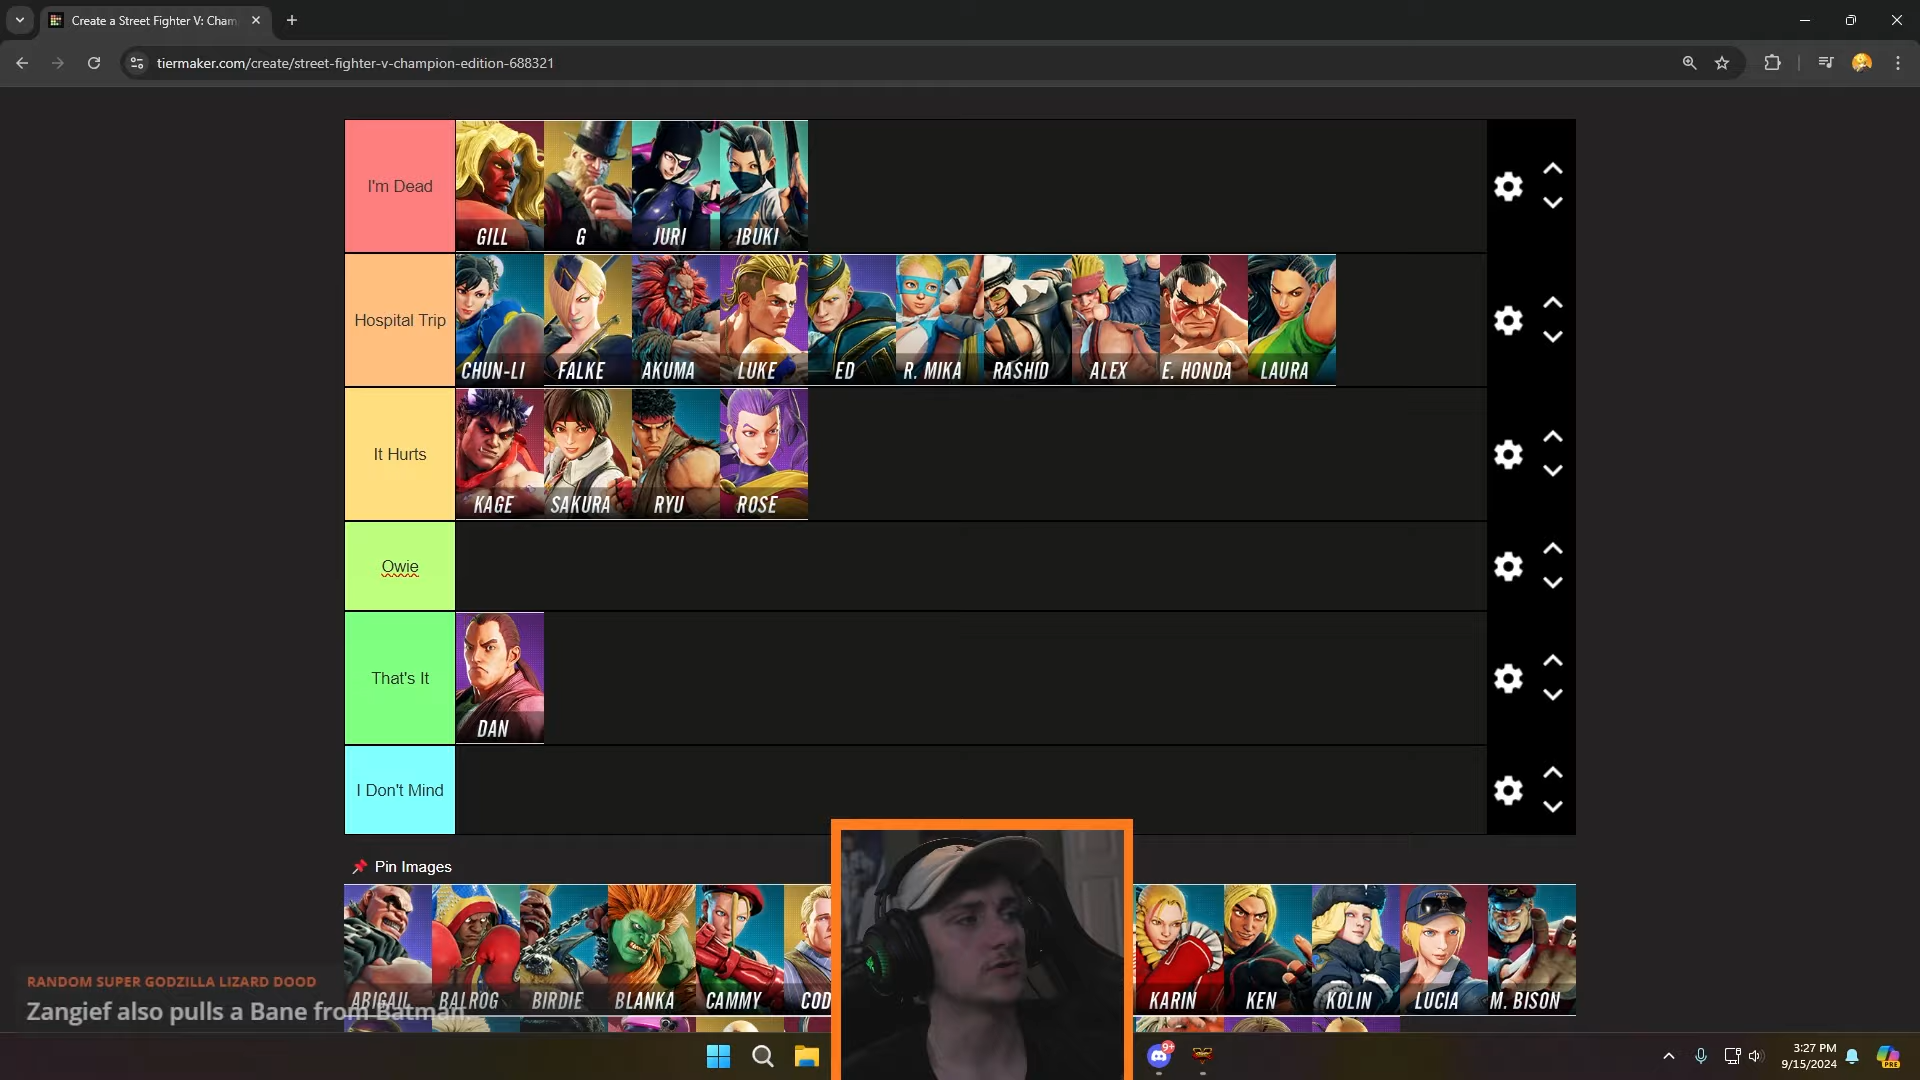 Create a Street Fighter V: Cham
tiermaker.com/create/street-fighter-v-champion-edition-688321
I'm Dead
GILL G JURI IBUKI
Hospital Trip
CHUN-LI FALKE AKUMA LUKE ED R. MIKA RASHID ALEX E. HONDA LAURA
It Hurts
KAGE SAKURA RYU ROSE
Owie
That's It
DAN
I Don't Mind
Pin Images
ABIGAIL BALROG BIRDIE BLANKA CAMMY COD KARIN KEN KOLIN LUCIA M. BISON
RANDOM SUPER GODZILLA LIZARD DOOD
Zangief also pulls a Bane from Batman.
9+
3:27 PM
9/15/2024
PRE